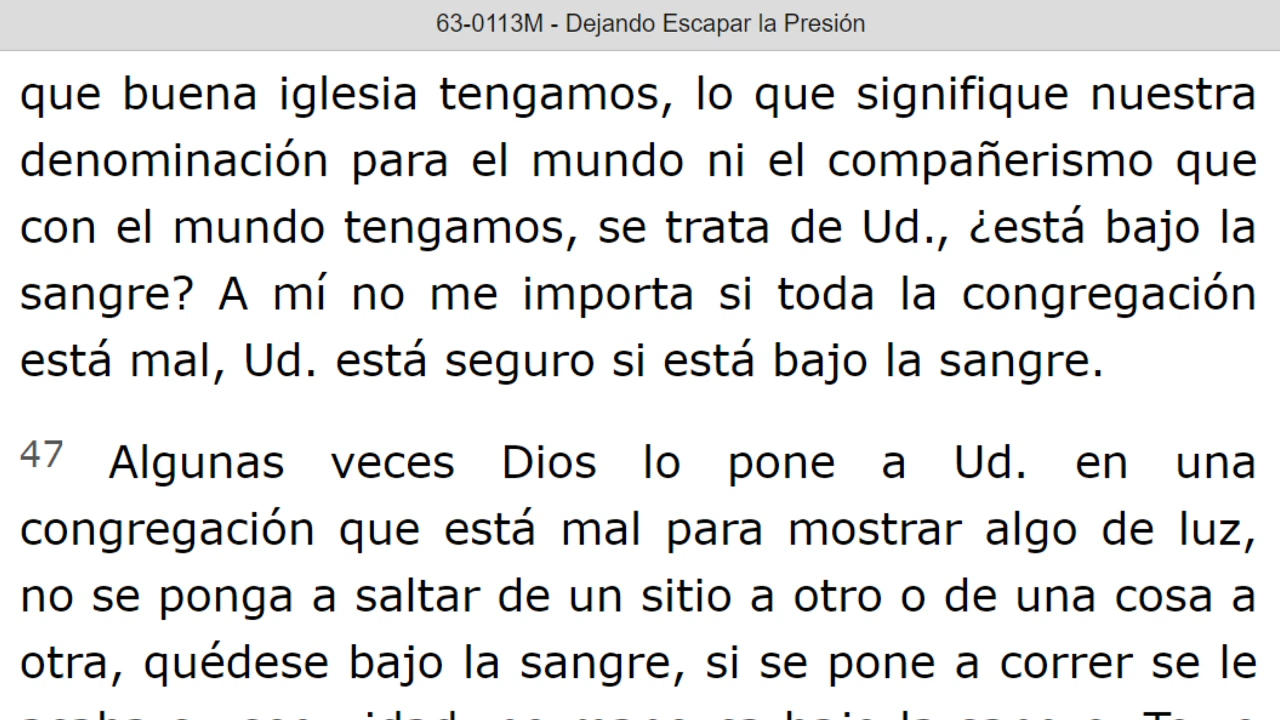 63-0113M - Dejando Escapar la Presión
que buena iglesia tengamos, lo que signifique nuestra
denominación para el mundo ni el compañerismo que
con el mundo tengamos, se trata de Ud., ¿está bajo la
sangre? A mí no me importa si toda la congregación
está mal, Ud. está seguro si está bajo la sangre.
47 Algunas veces Dios lo pone a Ud. en una
congregación que está mal para mostrar algo de luz,
no se ponga a saltar de un sitio a otro o de una cosa a
otra, quédese bajo la sangre, si se pone a correr se le